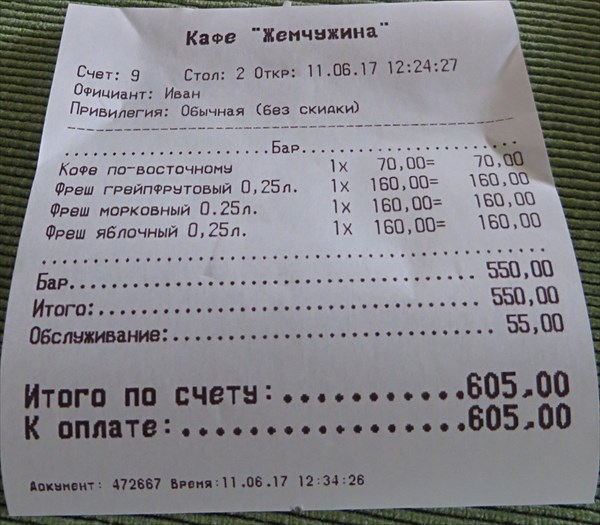 Кафе "Жемчужина"
Счет: 9 Стол: 2 Откр: 11.06.17 12:24:27
Официант: Иван
Привилегия: Обычная (без скидки)
--------------------------------------------------
..........................Бар..........................
Кофе по-восточному 1х 70,00= 70,00
Фреш грейпфрутовый 0,25л. 1х 160,00= 160,00
Фреш морковный 0.25л. 1х 160,00= 160,00
Фреш яблочный 0,25л. 1х 160,00= 160,00
......................................................
Бар.......................................550,00
Итого:....................................550,00
Обслуживание:..............................55,00
Итого по счету:...........605,00
К оплате:.................605,00
Документ: 472667 Время:11.06.17 12:34:26